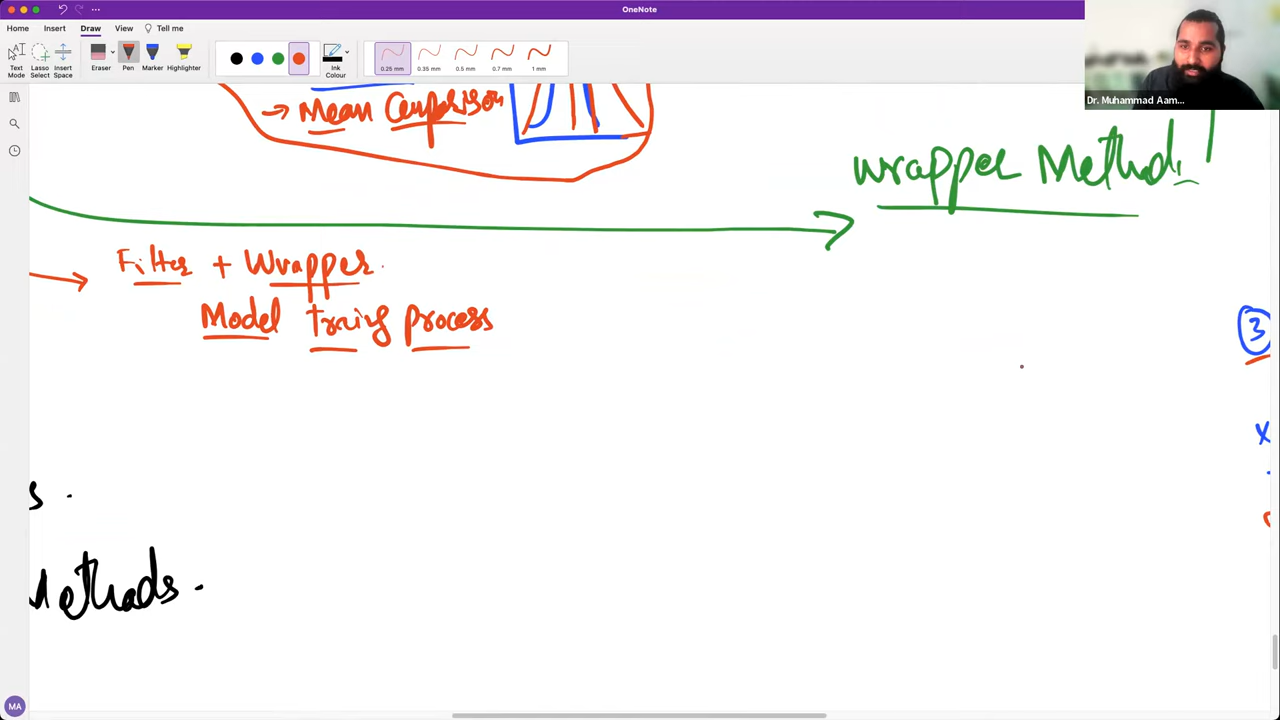 OneNote
Home Insert Draw View Tell me
Text Mode
Lasso Select
Insert Space
Eraser
Pen
Marker
Highlighter
Ink Colour
0.25 mm
0.35 mm
0.5 mm
0.7 mm
1 mm
Dr. Muhammad Aam...
→ Mean Comparison
Wrapper Method
Filter + Wrapper
Model traing process
3
x
s.
Methods.
MA